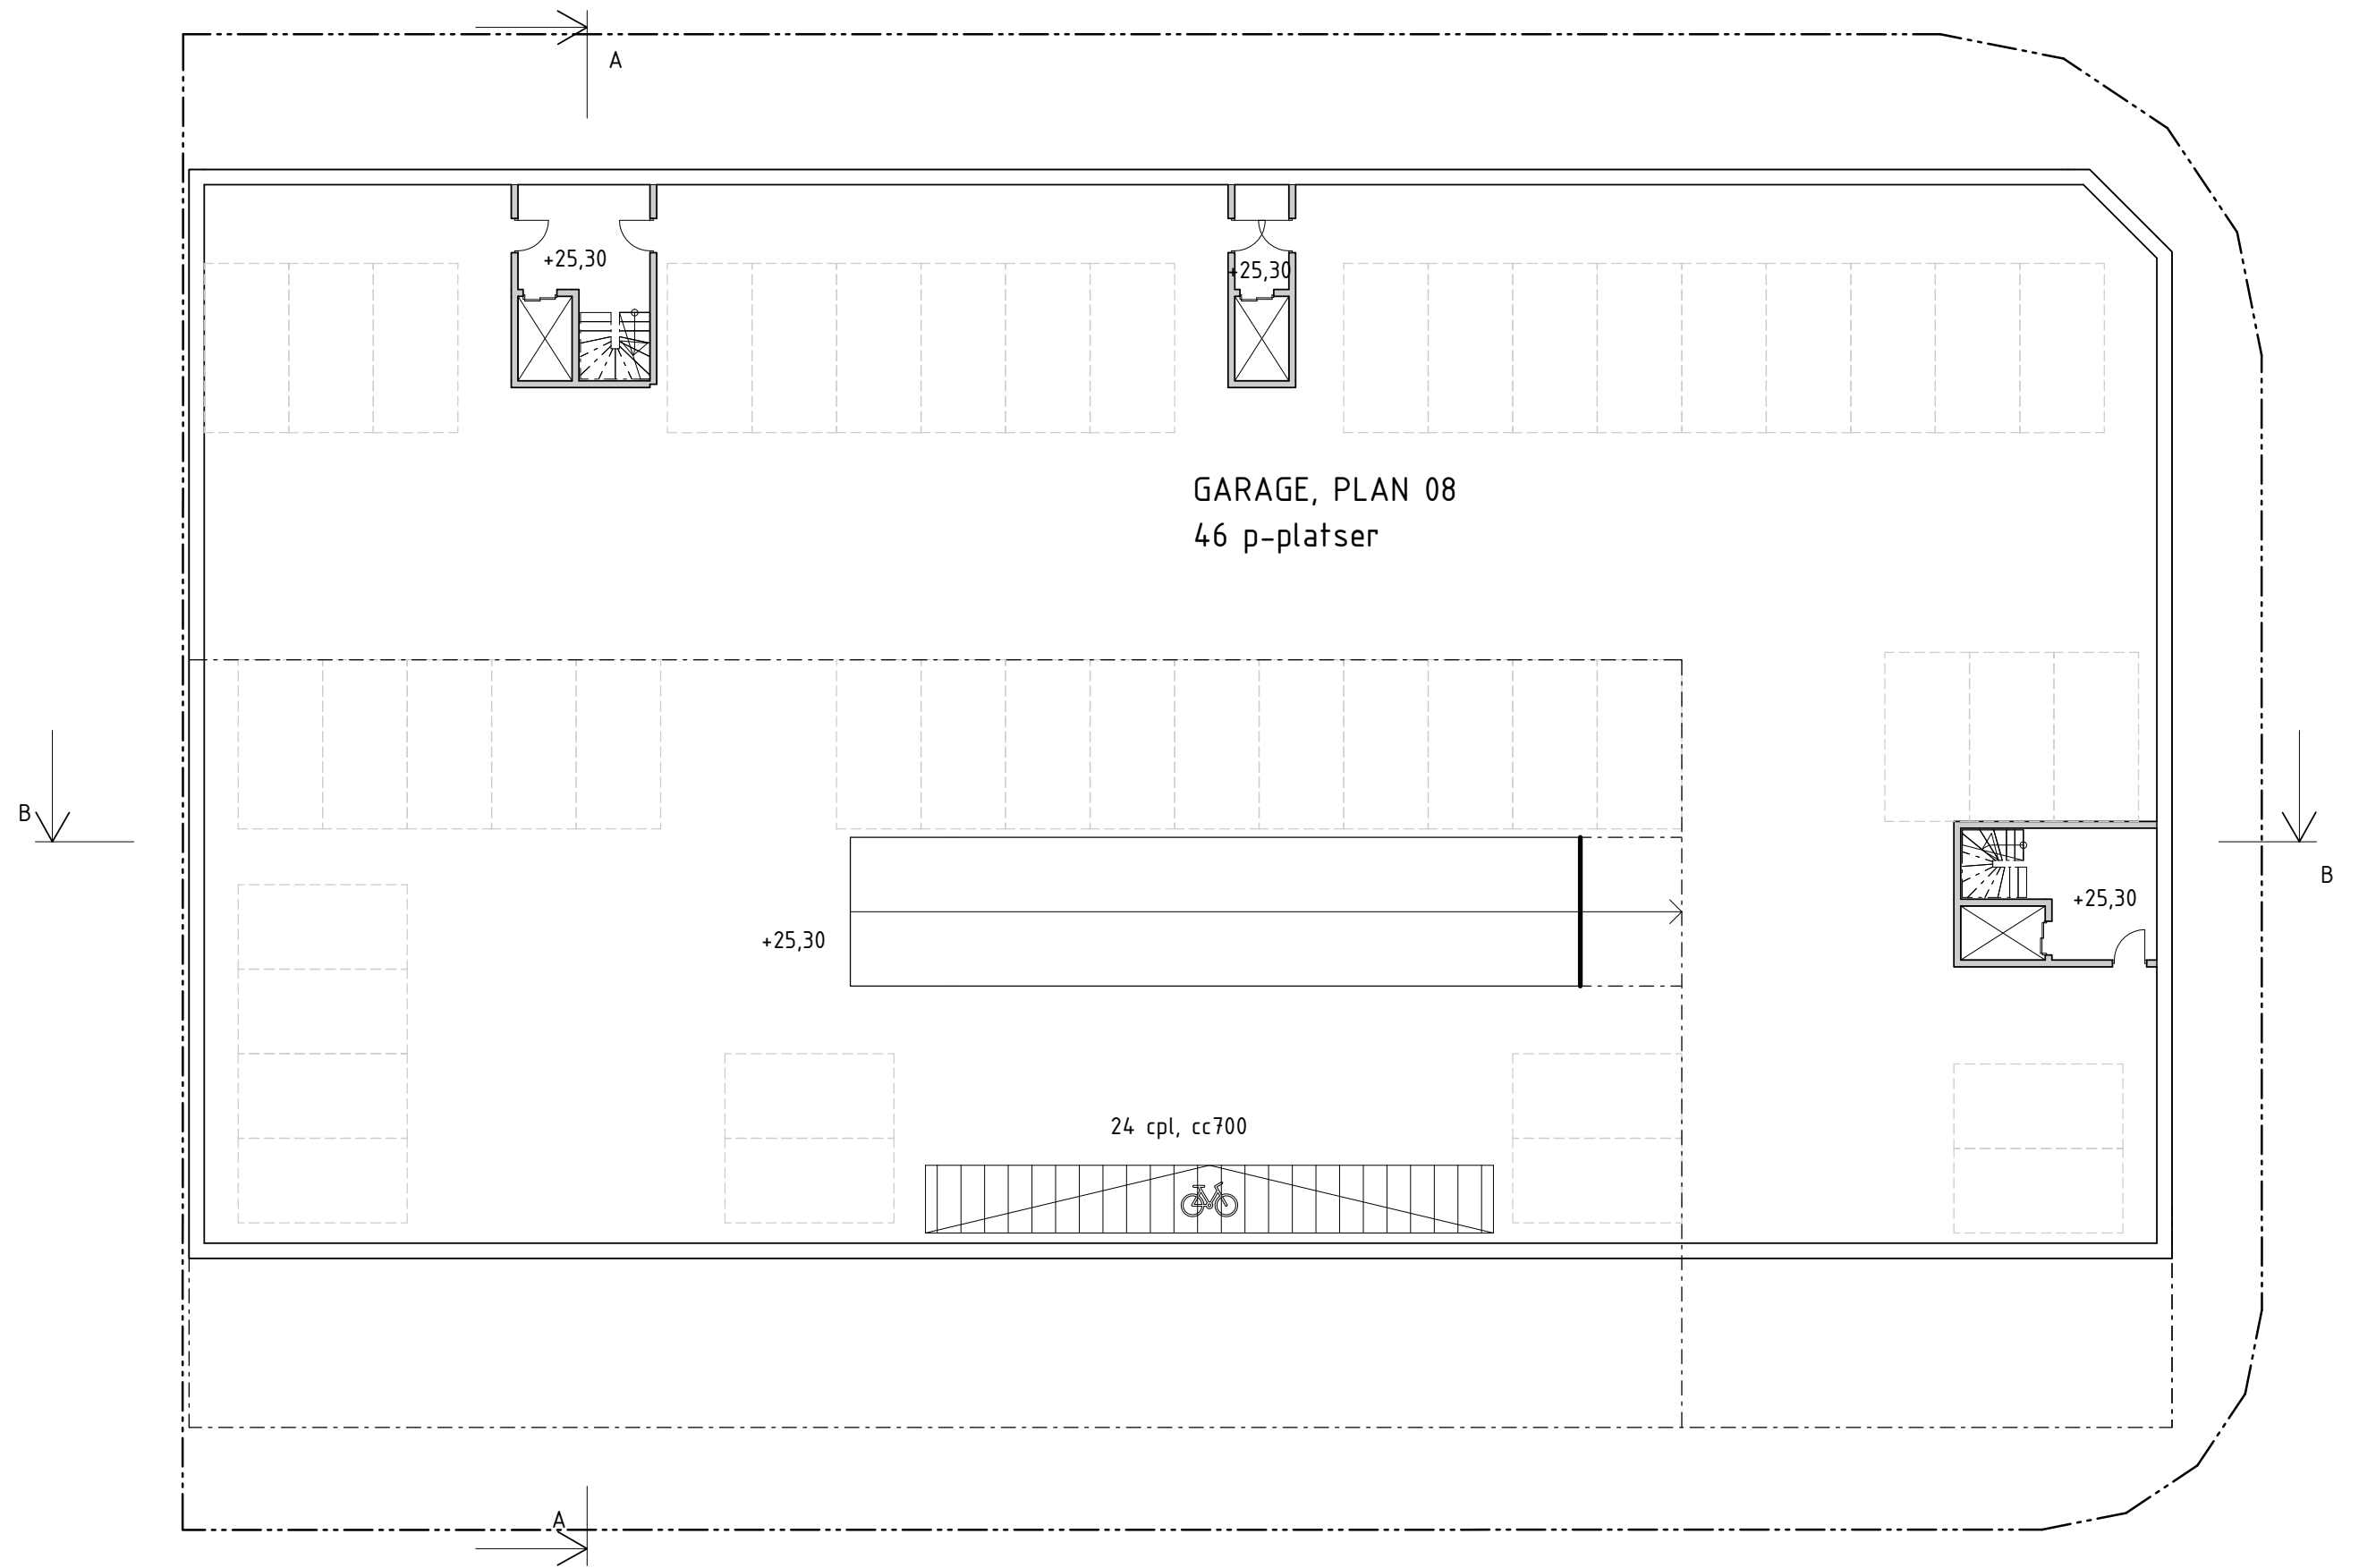 A
+25,30
+25,30
GARAGE, PLAN 08
46 p-platser
B
B
+25,30
+25,30
24 cpl, cc700
A